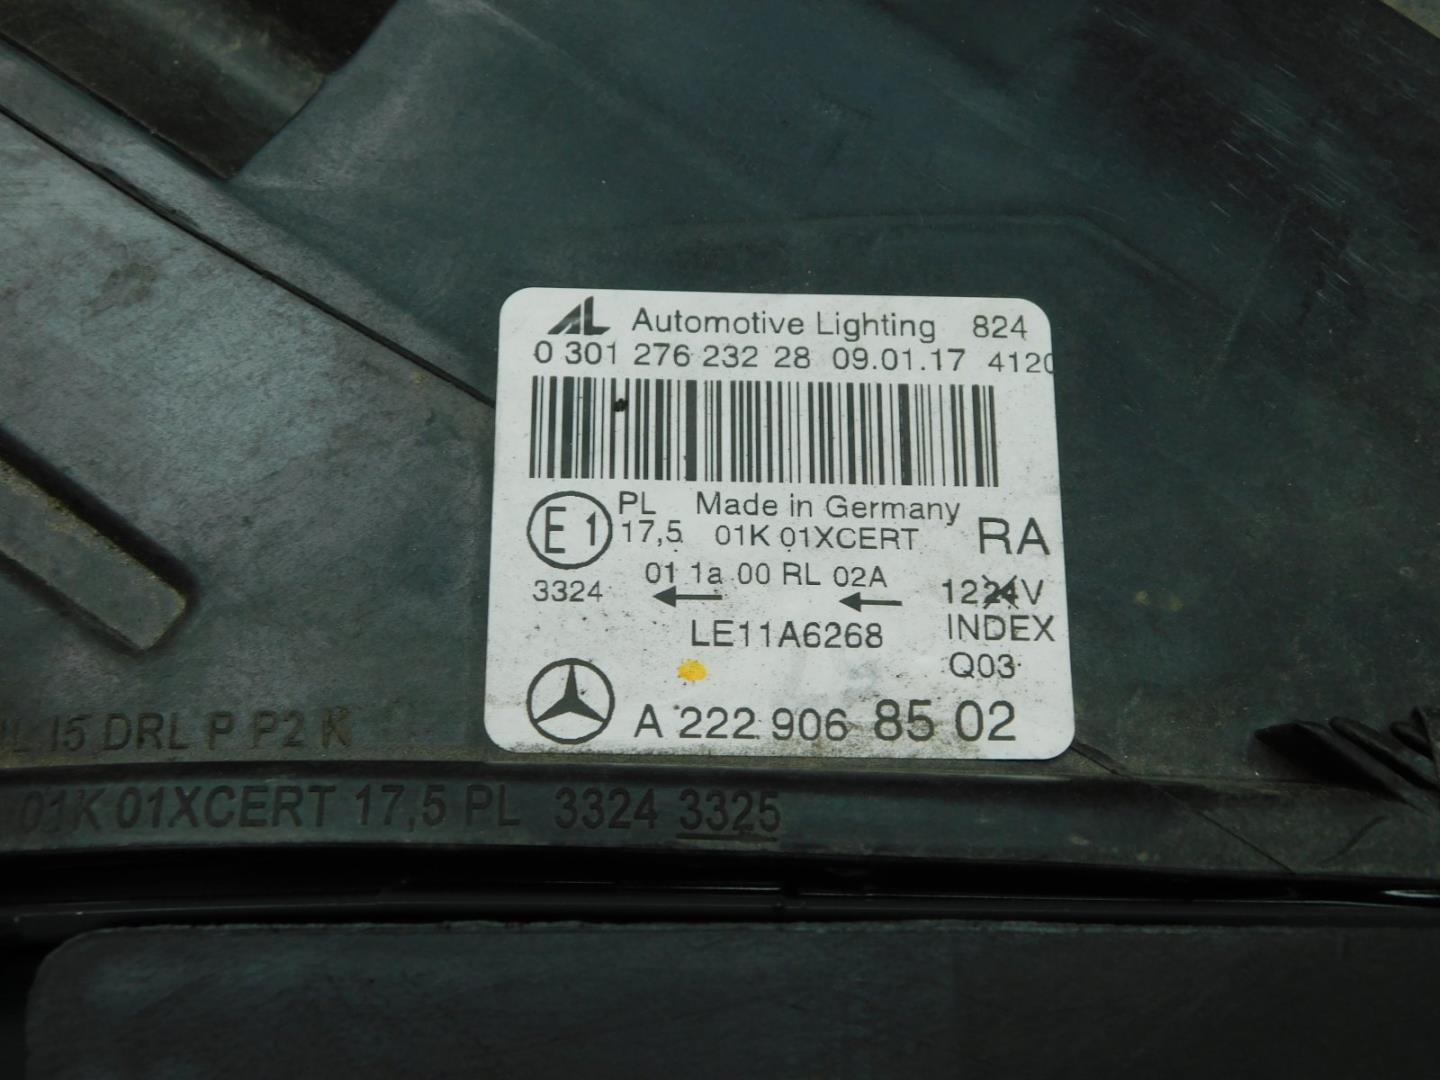 AL Automotive Lighting 824
0 301 276 232 28 09.01.17 4120
E1 PL 17,5 Made in Germany
01K 01XCERT RA
3324 01 1a 00 RL 02A 1224V
LE11A6268 INDEX
Q03
A 222 906 85 02
I5 DRL P P2 K
01K 01XCERT 17,5 PL 3324 3325